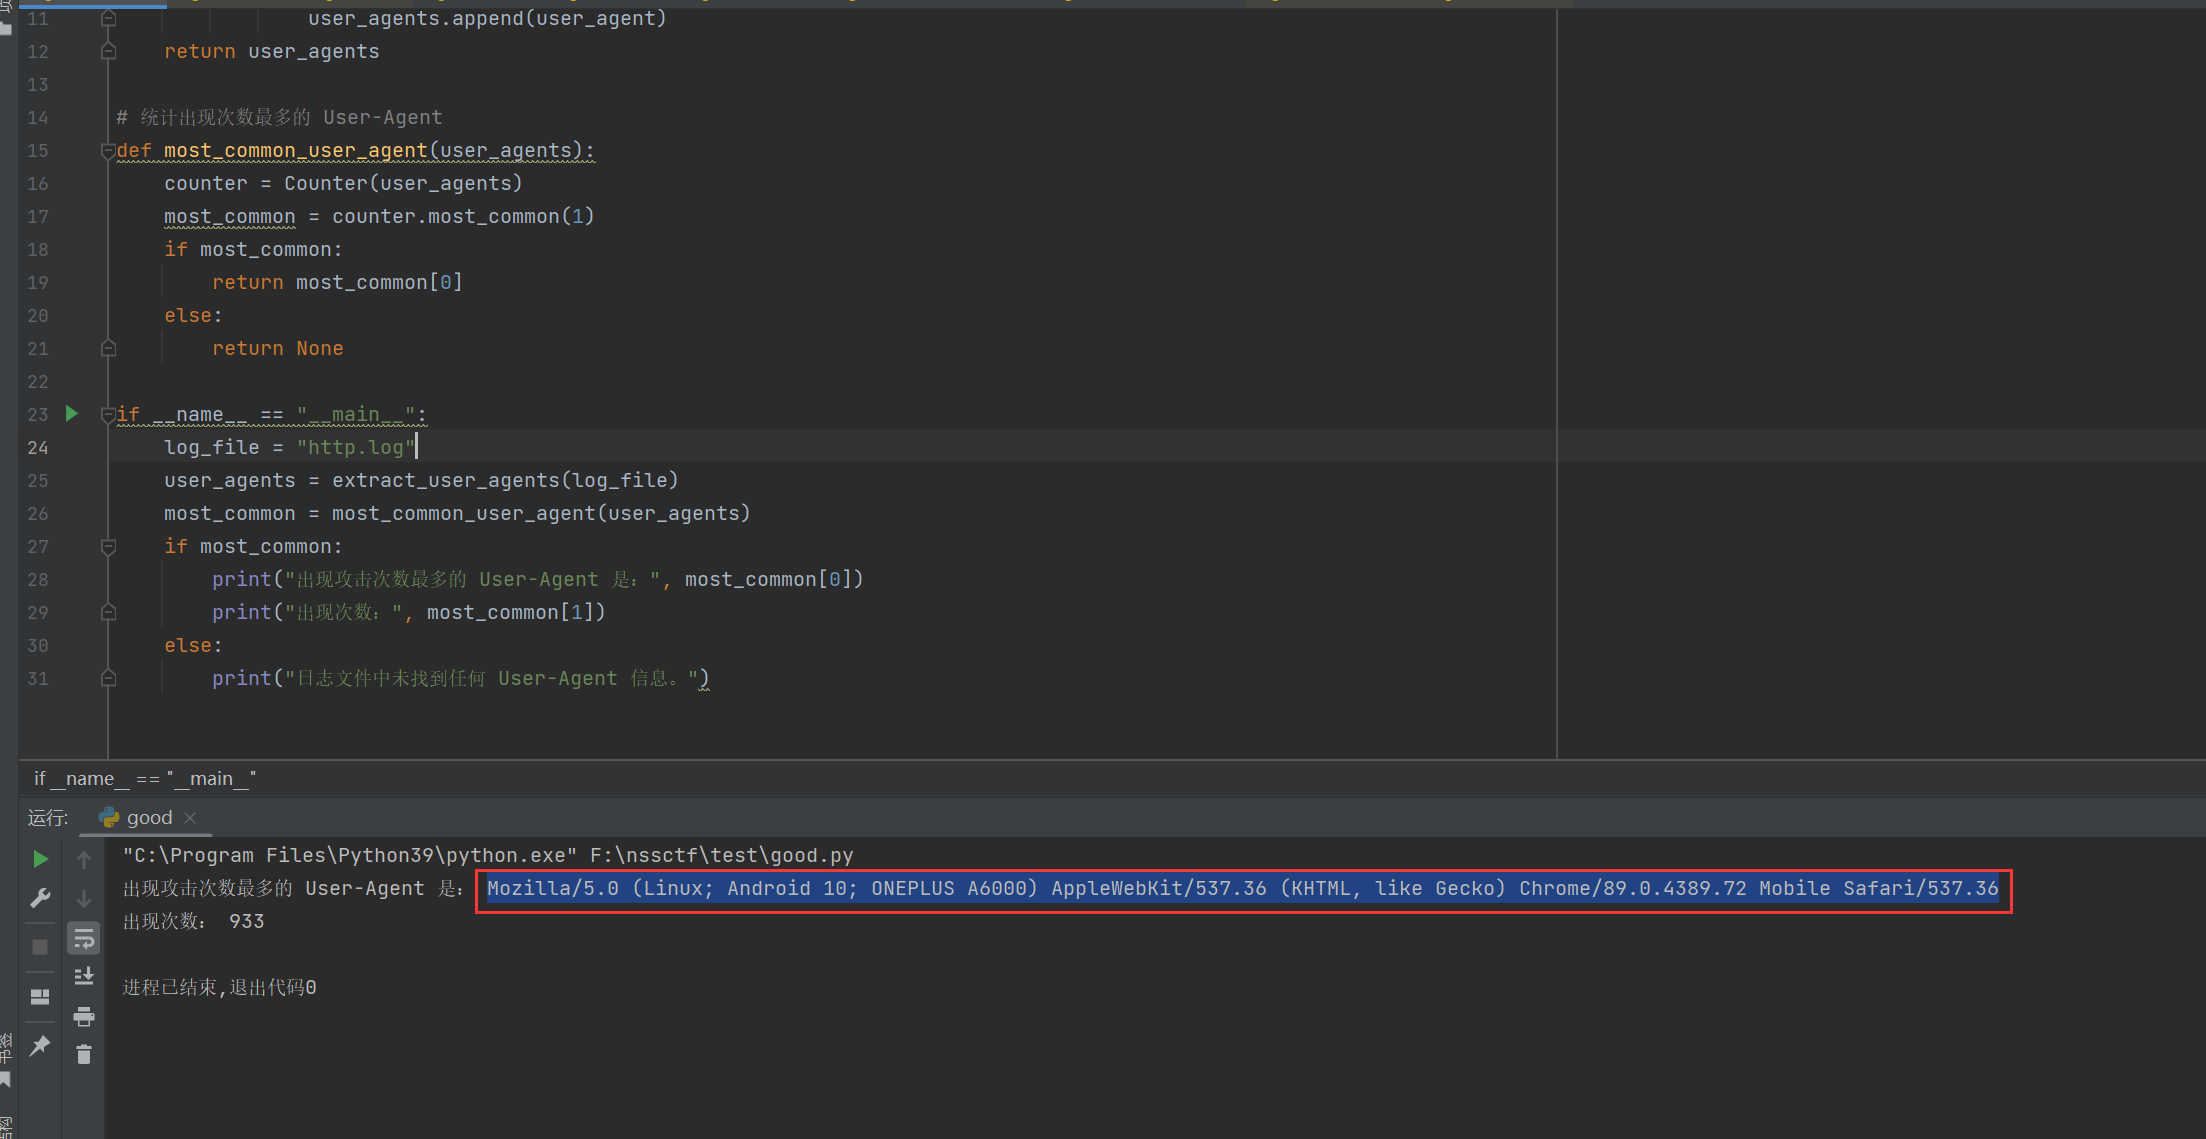 11 user_agents.append(user_agent)
12 return user_agents
13
14 # 统计出现次数最多的 User-Agent
15 def most_common_user_agent(user_agents):
16 counter = Counter(user_agents)
17 most_common = counter.most_common(1)
18 if most_common:
19 return most_common[0]
20 else:
21 return None
22
23 if __name__ == "__main__":
24 log_file = "http.log"
25 user_agents = extract_user_agents(log_file)
26 most_common = most_common_user_agent(user_agents)
27 if most_common:
28 print("出现攻击次数最多的 User-Agent 是：", most_common[0])
29 print("出现次数：", most_common[1])
30 else:
31 print("日志文件中未找到任何 User-Agent 信息。")
if __name__ == "__main__"
运行: good
"C:\Program Files\Python39\python.exe" F:\nssctf\test\good.py
出现攻击次数最多的 User-Agent 是： Mozilla/5.0 (Linux; Android 10; ONEPLUS A6000) AppleWebKit/537.36 (KHTML, like Gecko) Chrome/89.0.4389.72 Mobile Safari/537.36
出现次数： 933
进程已结束,退出代码0
书签